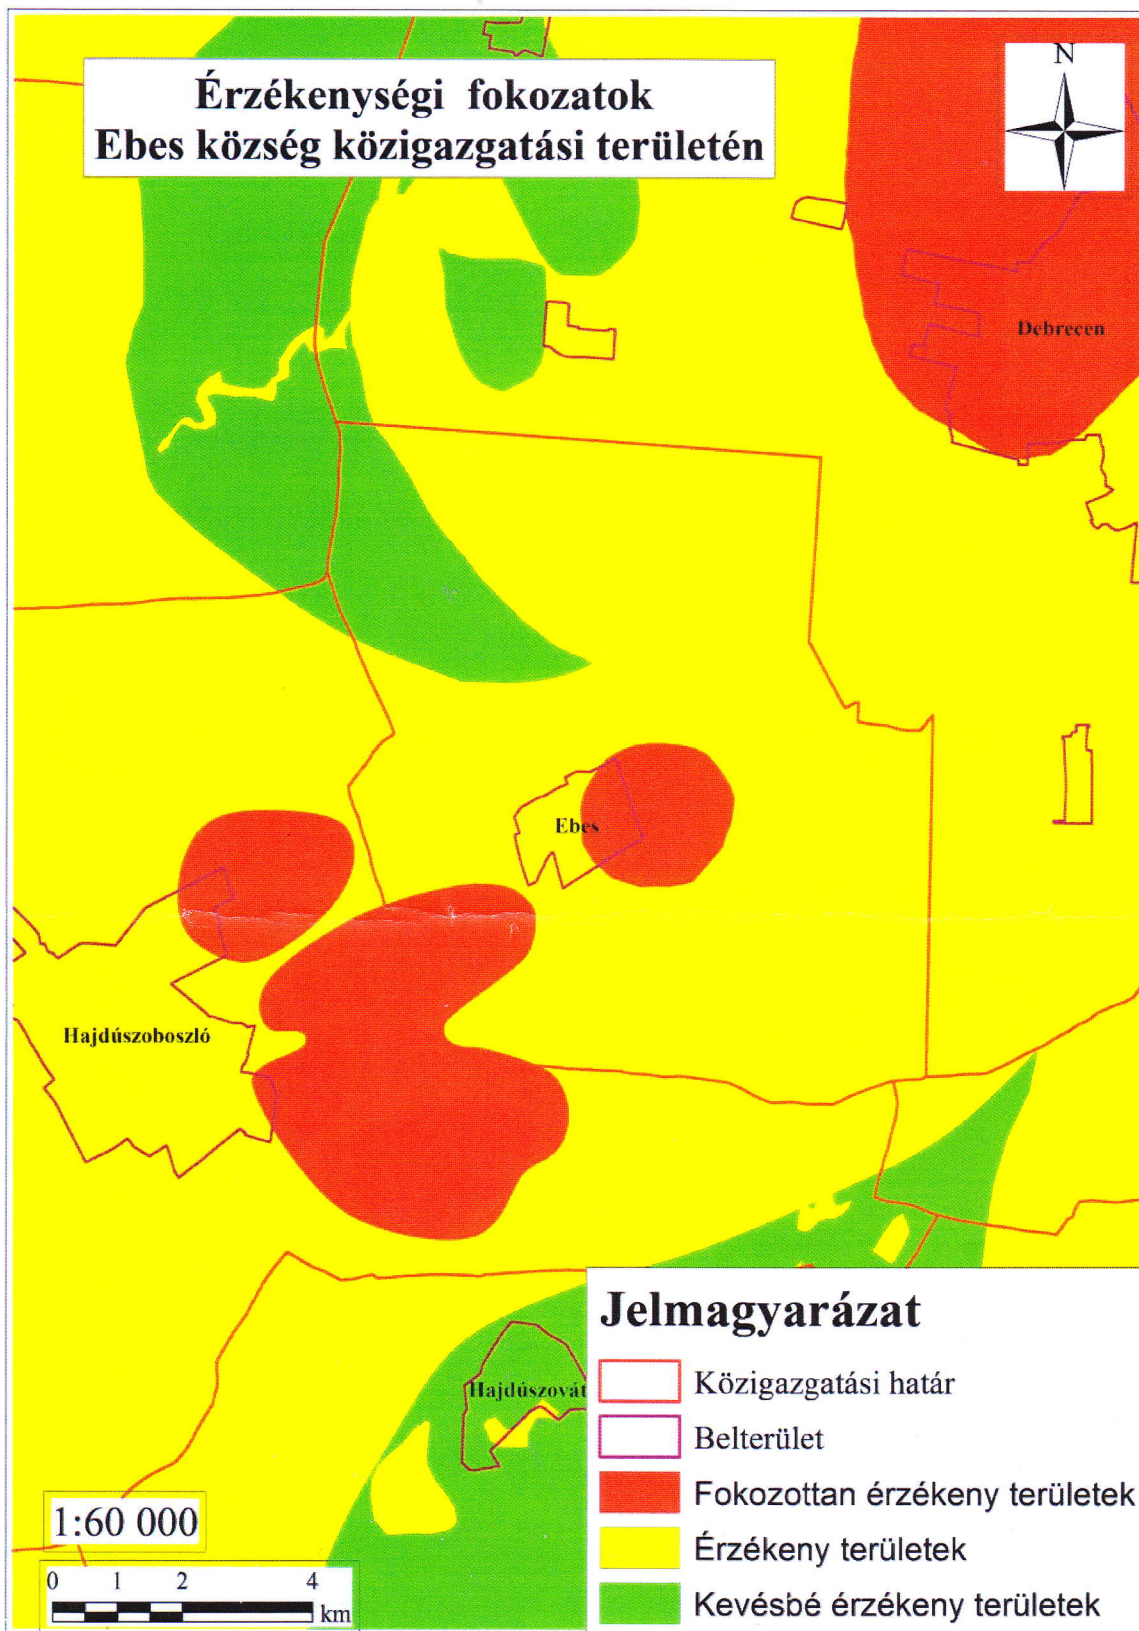 Érzékenységi fokozatok
Ebes község közigazgatási területén
N
Debrecen
Ebes
Hajdúszoboszló
Hajdúszovát
Jelmagyarázat
Közigazgatási határ
Belterület
Fokozottan érzékeny területek
Érzékeny területek
Kevésbé érzékeny területek
1:60 000
0 1 2 4
km